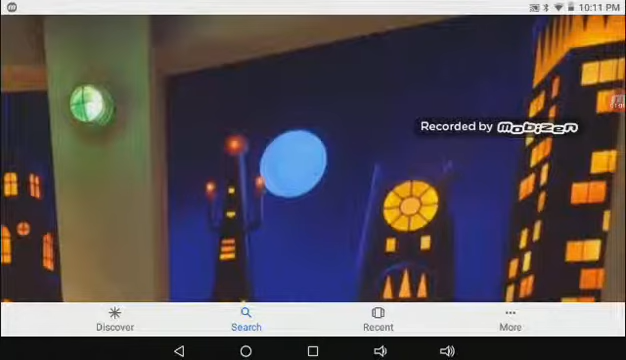 10:11 PM
Recorded by mobizen
Discover
Search
Recent
More